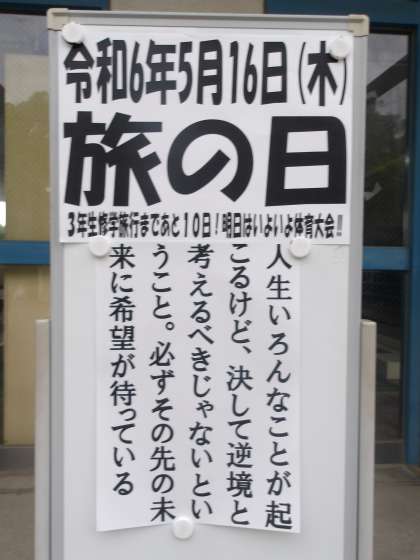 令和6年5月16日(木)
旅の日
3年生修学旅行まであと10日!明日はいよいよ体育大会!!
人生いろんなことが起
こるけど、決して逆境と
考えるべきじゃないとい
うこと。必ずその先の未
来に希望が待っている